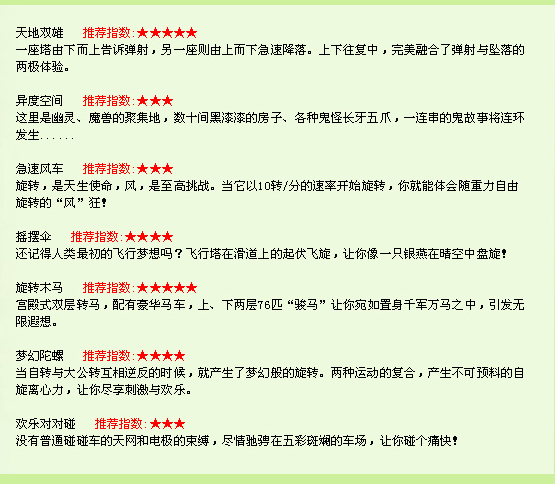 天地双雄 推荐指数:★★★★★
一座塔由下而上告诉弹射，另一座则由上而下急速降落。上下往复中，完美融合了弹射与坠落的
两极体验。
异度空间 推荐指数:★★★
这里是幽灵、魔兽的聚集地，数十间黑漆漆的房子、各种鬼怪长牙五爪，一连串的鬼故事将连环
发生......
急速风车 推荐指数:★★★
旋转，是天生使命，风，是至高挑战。当它以10转/分的速率开始旋转，你就能体会随重力自由
旋转的“风”狂!
摇摆伞 推荐指数:★★★★
还记得人类最初的飞行梦想吗？飞行塔在滑道上的起伏飞旋，让你像一只银燕在晴空中盘旋!
旋转木马 推荐指数:★★★★★
宫殿式双层转马，配有豪华马车，上、下两层76匹“骏马”让你宛如置身千军万马之中，引发无
限遐想。
梦幻陀螺 推荐指数:★★★★
当自转与大公转互相逆反的时候，就产生了梦幻般的旋转。两种运动的复合，产生不可预料的自
旋离心力，让你尽享刺激与欢乐。
欢乐对对碰 推荐指数:★★★
没有普通碰碰车的天网和电极的束缚，尽情驰骋在五彩斑斓的车场，让你碰个痛快!